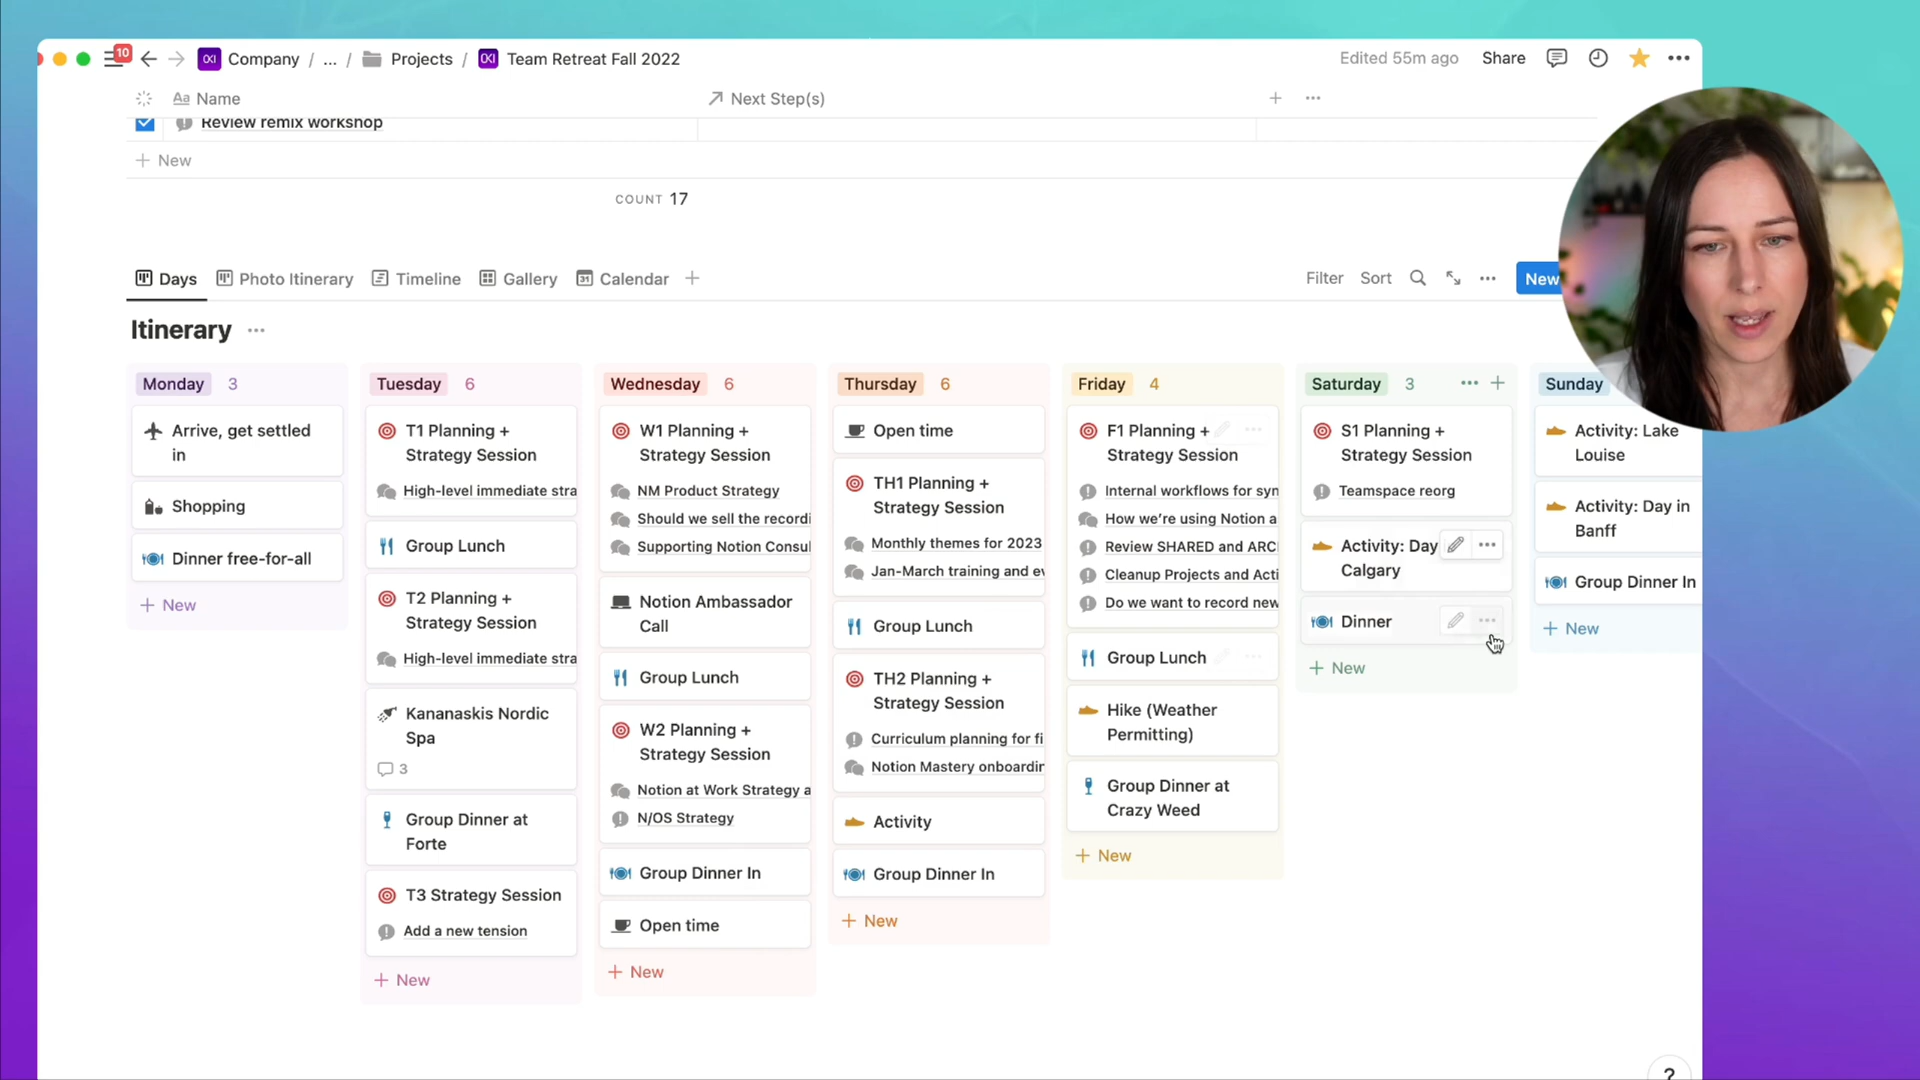 10
Company / ... / Projects / Team Retreat Fall 2022
Edited 55m ago Share
Aa Name
Next Step(s)
Review remix workshop
New
COUNT 17
Days Photo Itinerary Timeline Gallery Calendar
Filter Sort New
Itinerary
Monday 3
Arrive, get settled
in
Shopping
Dinner free-for-all
New
Tuesday 6
T1 Planning +
Strategy Session
High-level immediate stra
Group Lunch
T2 Planning +
Strategy Session
High-level immediate stra
Kananaskis Nordic
Spa
3
Group Dinner at
Forte
T3 Strategy Session
Add a new tension
New
Wednesday 6
W1 Planning +
Strategy Session
NM Product Strategy
Should we sell the recordi
Supporting Notion Consul
Notion Ambassador
Call
Group Lunch
W2 Planning +
Strategy Session
Notion at Work Strategy a
N/OS Strategy
Group Dinner In
Open time
New
Thursday 6
Open time
TH1 Planning +
Strategy Session
Monthly themes for 2023
Jan-March training and ev
Group Lunch
TH2 Planning +
Strategy Session
Curriculum planning for fi
Notion Mastery onboardin
Activity
Group Dinner In
New
Friday 4
F1 Planning +
Strategy Session
Internal workflows for syn
How we're using Notion a
Review SHARED and ARC
Cleanup Projects and Acti
Do we want to record new
Group Lunch
Hike (Weather
Permitting)
Group Dinner at
Crazy Weed
New
Saturday 3
S1 Planning +
Strategy Session
Teamspace reorg
Activity: Day
Calgary
Dinner
New
Sunday
Activity: Lake
Louise
Activity: Day in
Banff
Group Dinner In
New
?